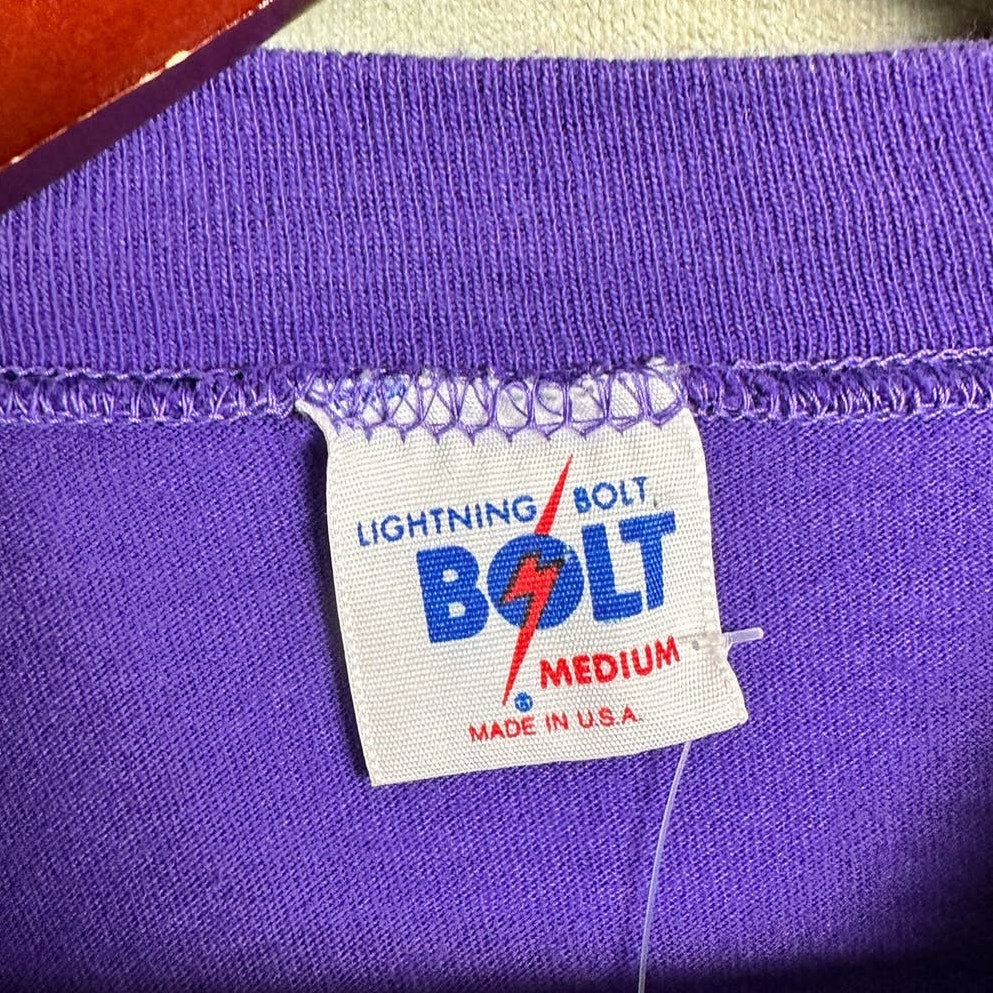 LIGHTNING BOLT
BOLT
MEDIUM
®
MADE IN U.S.A.